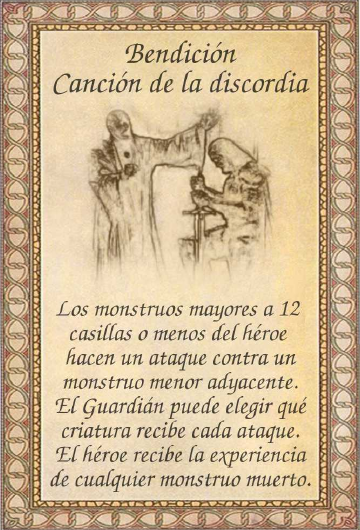 Bendición
Canción de la discordia
Los monstruos mayores a 12
casillas o menos del héroe
hacen un ataque contra un
monstruo menor adyacente.
El Guardián puede elegir qué
criatura recibe cada ataque.
El héroe recibe la experiencia
de cualquier monstruo muerto.